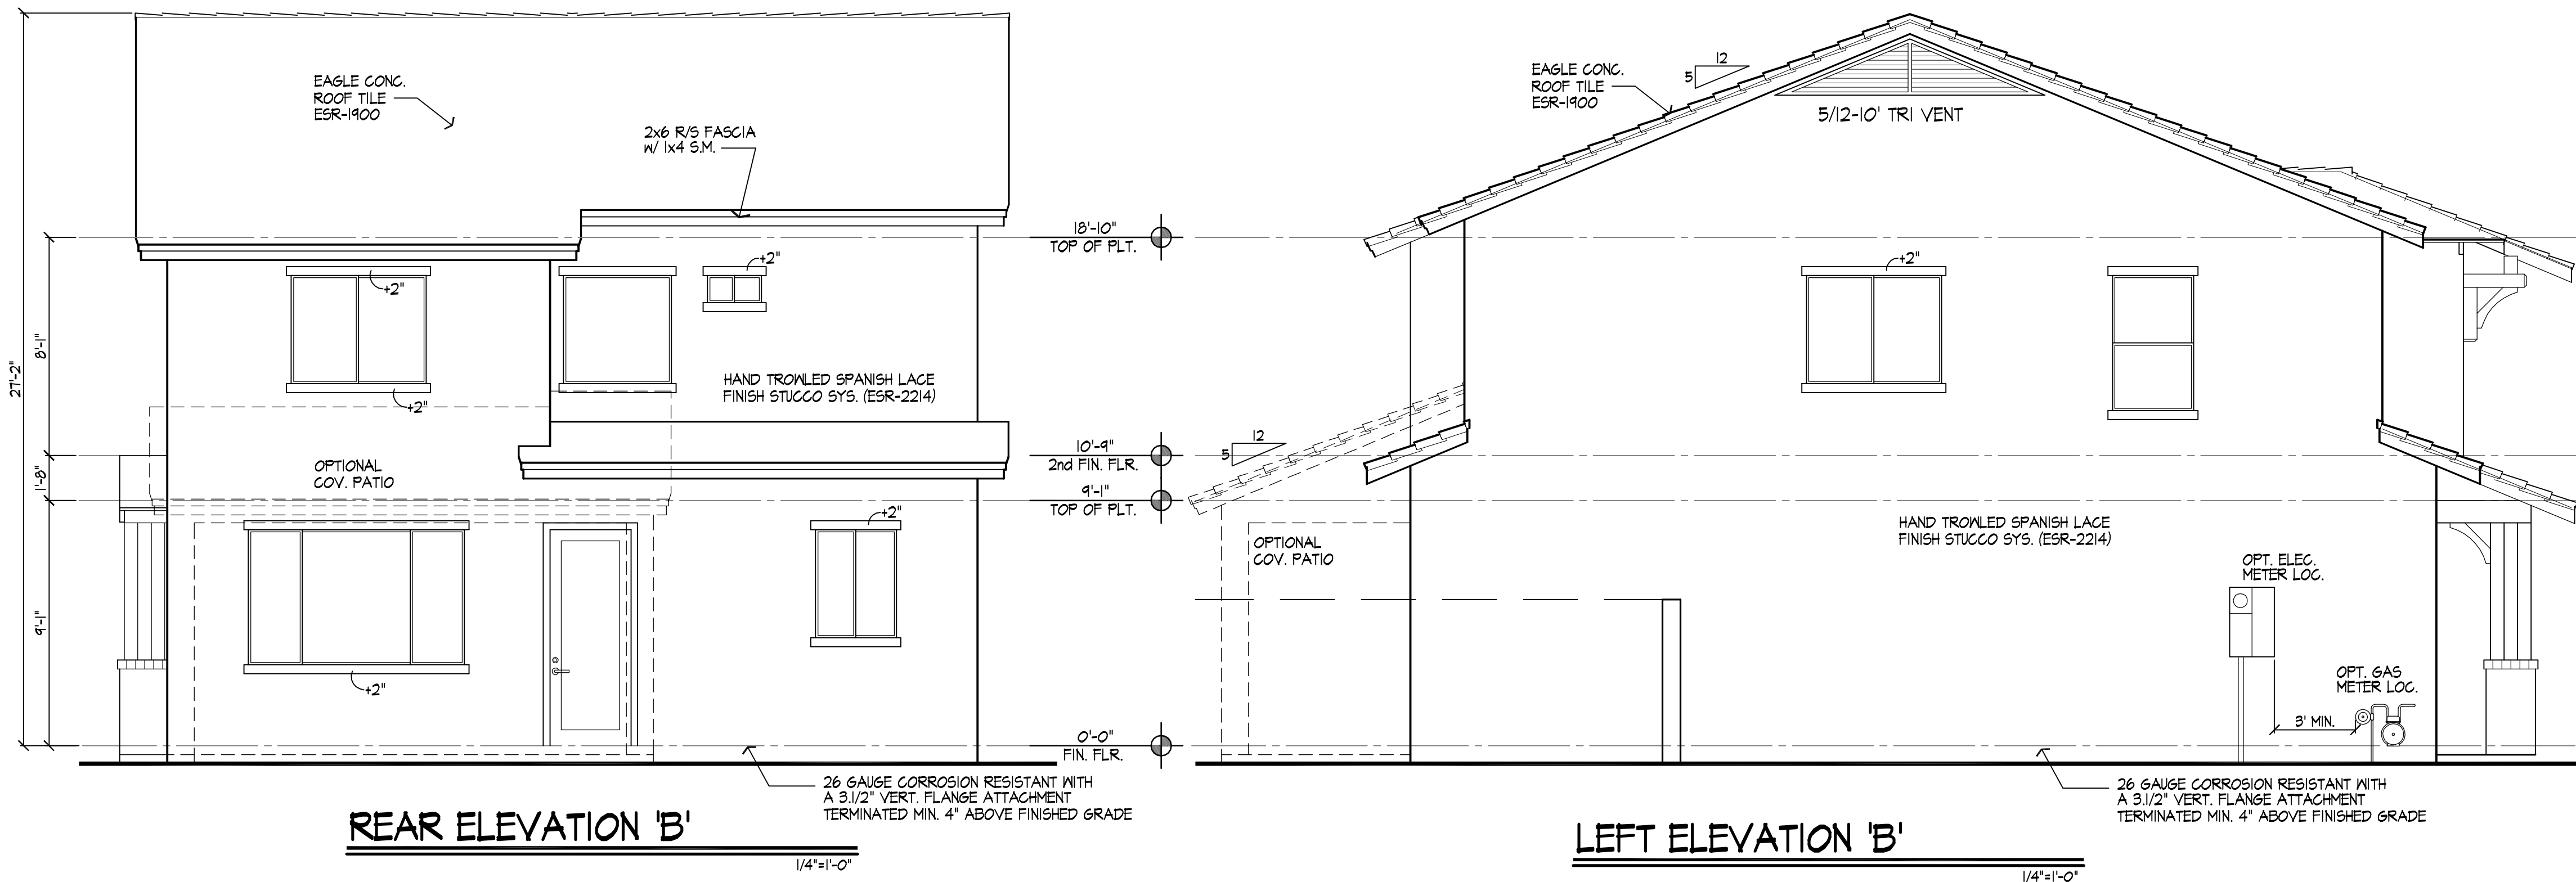 EAGLE CONC.
ROOF TILE
ESR-1900
2x6 R/S FASCIA
w/ 1x4 S.M.
27'-2"
8'-1"
1'-8"
9'-1"
+2"
+2"
+2"
HAND TROWLED SPANISH LACE
FINISH STUCCO SYS. (ESR-2214)
OPTIONAL
COV. PATIO
+2"
+2"
18'-10"
TOP OF PLT.
10'-9"
2nd FIN. FLR.
9'-1"
TOP OF PLT.
0'-0"
FIN. FLR.
26 GAUGE CORROSION RESISTANT WITH
A 3.1/2" VERT. FLANGE ATTACHMENT
TERMINATED MIN. 4" ABOVE FINISHED GRADE
REAR ELEVATION 'B'
1/4"=1'-0"
EAGLE CONC.
ROOF TILE
ESR-1900
12
5
5/12-10' TRI VENT
+2"
12
5
HAND TROWLED SPANISH LACE
FINISH STUCCO SYS. (ESR-2214)
OPTIONAL
COV. PATIO
OPT. ELEC.
METER LOC.
OPT. GAS
METER LOC.
3' MIN.
26 GAUGE CORROSION RESISTANT WITH
A 3.1/2" VERT. FLANGE ATTACHMENT
TERMINATED MIN. 4" ABOVE FINISHED GRADE
LEFT ELEVATION 'B'
1/4"=1'-0"